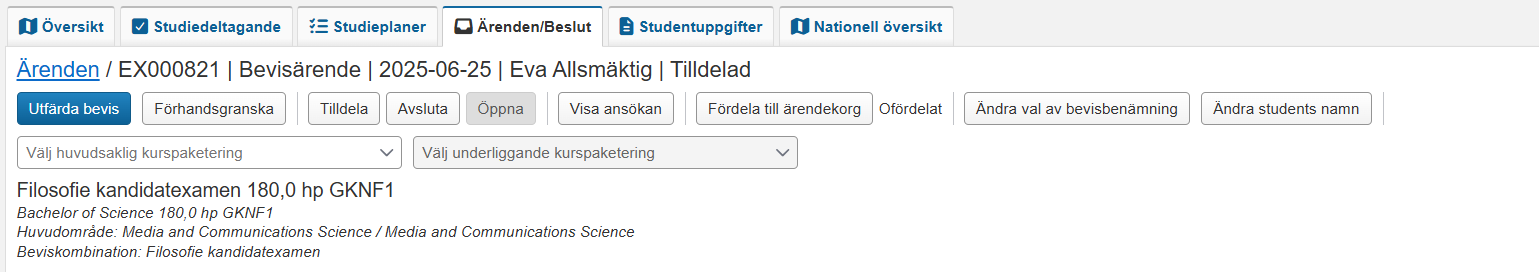 Översikt Studiedeltagande Studieplaner Ärenden/Beslut Studentuppgifter Nationell översikt
Ärenden / EX000821 | Bevisärende | 2025-06-25 | Eva Allsmäktig | Tilldelad
Utfärda bevis Förhandsgranska Tilldela Avsluta Öppna Visa ansökan Fördela till ärendekorg Ofördelat Ändra val av bevisbenämning Ändra students namn
Välj huvudsaklig kurspaketering Välj underliggande kurspaketering
Filosofie kandidatexamen 180,0 hp GKNF1
Bachelor of Science 180,0 hp GKNF1
Huvudområde: Media and Communications Science / Media and Communications Science
Beviskombination: Filosofie kandidatexamen